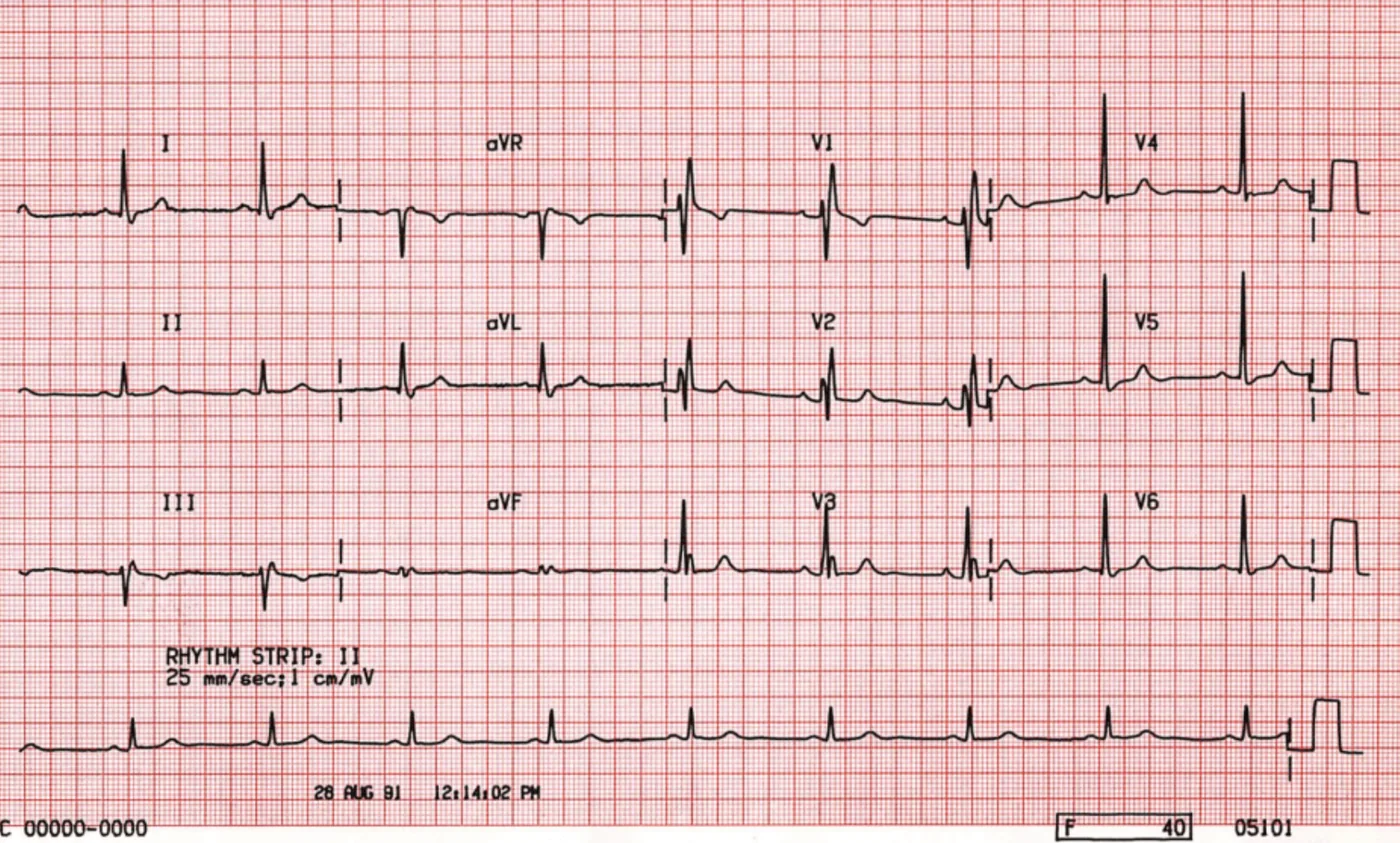 I aVR V1 V4
II aVL V2 V5
III aVF V3 V6
RHYTHM STRIP: II
25 mm/sec;1 cm/mV
28 AUG 91 12:14:02 PM
C 00000-0000 F 40 05101